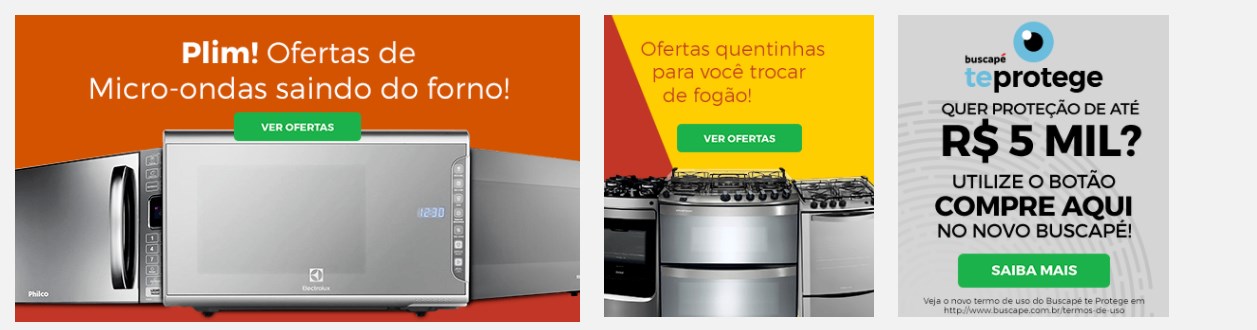 Plim! Ofertas de
Micro-ondas saindo do forno!
VER OFERTAS
12:30
Philco
Electrolux
Ofertas quentinhas
para você trocar
de fogão!
VER OFERTAS
buscapé
teprotege
QUER PROTEÇÃO DE ATÉ
R$ 5 MIL?
UTILIZE O BOTÃO
COMPRE AQUI
NO NOVO BUSCAPÉ!
SAIBA MAIS
Veja o novo termo de uso do Buscapé te Protege em
http://www.buscape.com.br/termos-de-uso